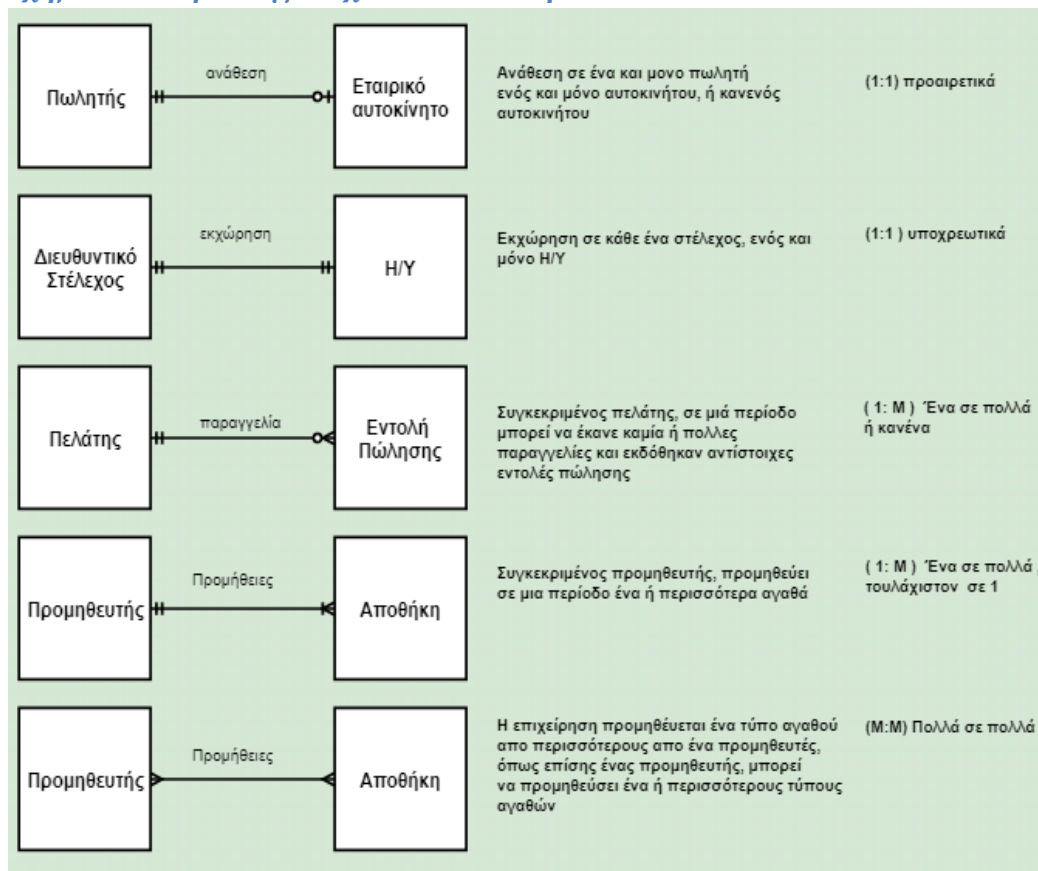 ανάθεση
Πωλητής
Εταιρικό
αυτοκίνητο
Ανάθεση σε ένα και μονο πωλητή
ενός και μόνο αυτοκινήτου, ή κανενός
αυτοκινήτου
(1:1) προαιρετικά
εκχώρηση
Διευθυντικό
Στέλεχος
Η/Υ
Εκχώρηση σε κάθε ένα στέλεχος, ενός και
μόνο Η/Υ
(1:1 ) υποχρεωτικά
παραγγελία
Πελάτης
Εντολή
Πώλησης
Συγκεκριμένος πελάτης, σε μιά περίοδο
μπορεί να έκανε καμία ή πολλες
παραγγελίες και εκδόθηκαν αντίστοιχες
εντολές πώλησης
( 1: Μ ) Ένα σε πολλά
ή κανένα
Προμήθειες
Προμηθευτής
Αποθήκη
Συγκεκριμένος προμηθευτής, προμηθεύει
σε μια περίοδο ένα ή περισσότερα αγαθά
( 1: Μ ) Ένα σε πολλά ,
τουλάχιστον σε 1
Προμήθειες
Προμηθευτής
Αποθήκη
Η επιχείρηση προμηθέυεται ένα τύπο αγαθού
απο περισσότερους απο ένα προμηθευτές,
όπως επίσης ένας προμηθευτής, μπορεί
να προμηθεύσει ένα ή περισσότερους τύπους
αγαθών
(Μ:Μ) Πολλά σε πολλά